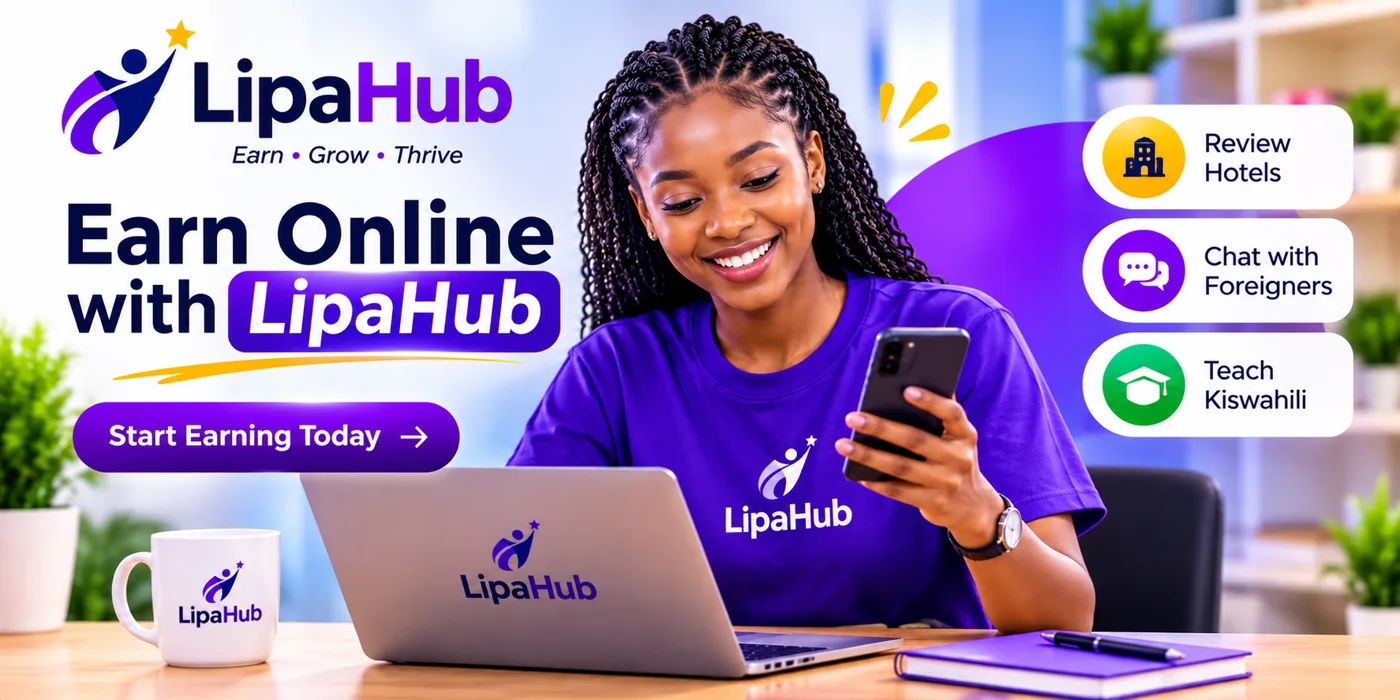 LipaHub
Earn • Grow • Thrive
Earn Online
with LipaHub
Start Earning Today →
Review
Hotels
Chat with
Foreigners
Teach
Kiswahili
LipaHub
LipaHub
LipaHub